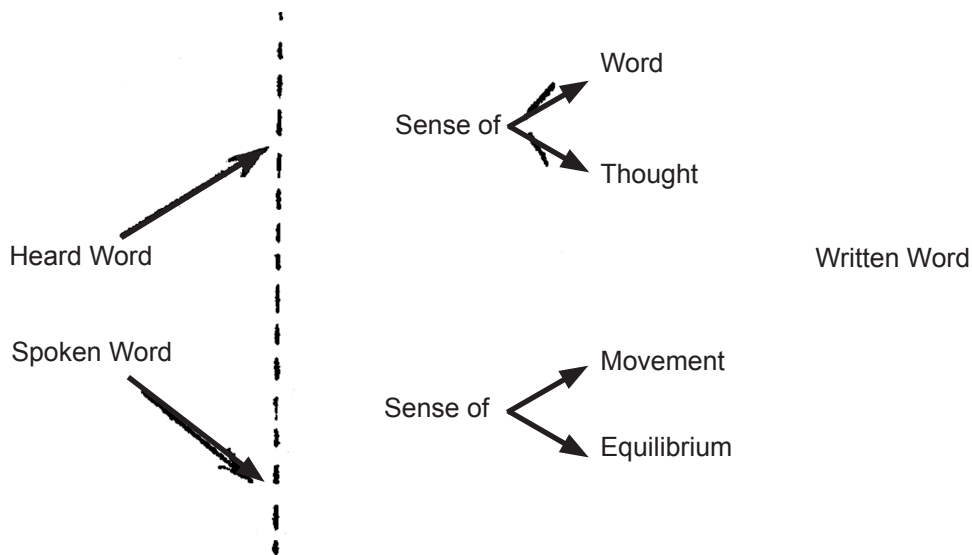 Word
Sense of
Thought
Heard Word
Written Word
Spoken Word
Movement
Sense of
Equilibrium